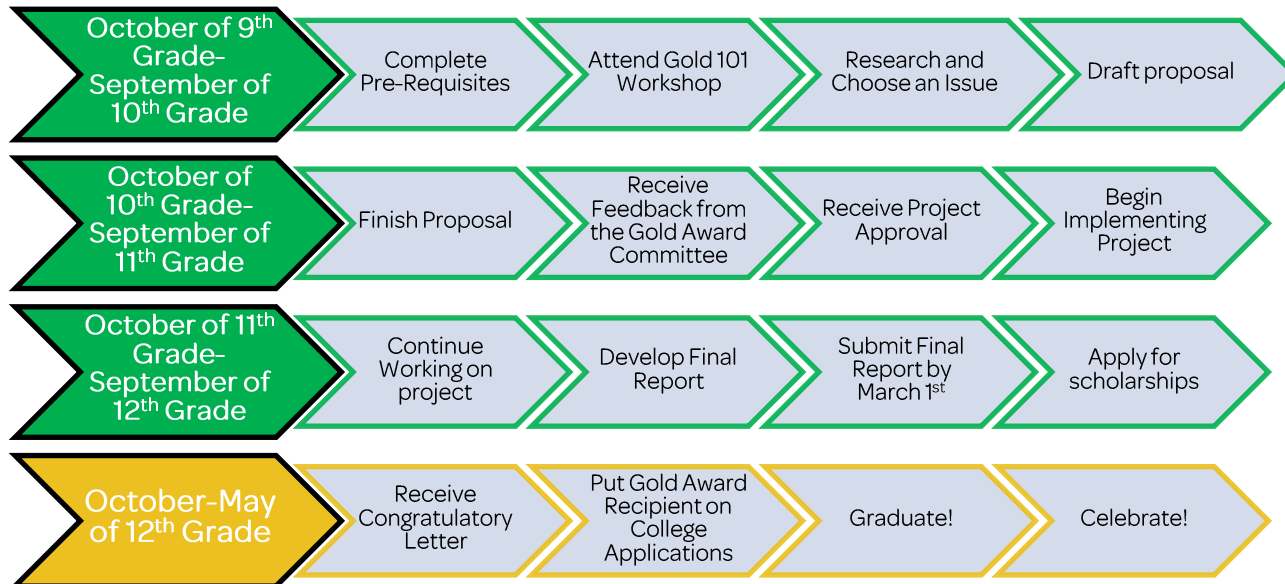 October of 9th
Grade-
September of
10th Grade
Complete
Pre-Requisites
Attend Gold 101
Workshop
Research and
Choose an Issue
Draft proposal
October of
10th Grade-
September of
11th Grade
Finish Proposal
Receive
Feedback from
the Gold Award
Committee
Receive Project
Approval
Begin
Implementing
Project
October of 11th
Grade-
September of
12th Grade
Continue
Working on
project
Develop Final
Report
Submit Final
Report by
March 1st
Apply for
scholarships
October-May
of 12th Grade
Receive
Congratulatory
Letter
Put Gold Award
Recipient on
College
Applications
Graduate!
Celebrate!